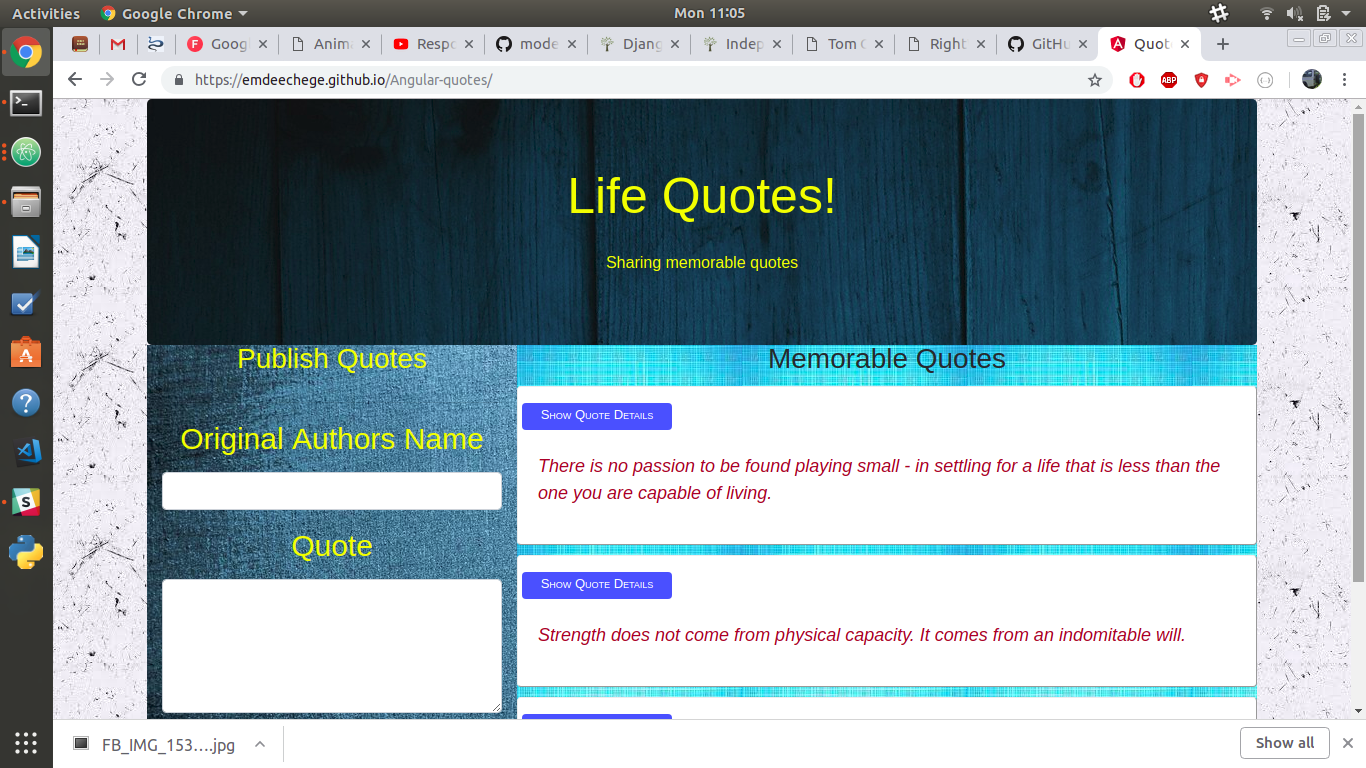 Activities Google Chrome Mon 11:05
Goog Anima Respo mode Djang Indep Tom Right GitHu Quot
https://emdeechege.github.io/Angular-quotes/
ABP
Life Quotes!
Sharing memorable quotes
Publish Quotes
Original Authors Name
Quote
Memorable Quotes
Show Quote Details
There is no passion to be found playing small - in settling for a life that is less than the
one you are capable of living.
Show Quote Details
Strength does not come from physical capacity. It comes from an indomitable will.
FB_IMG_153....jpg
Show all